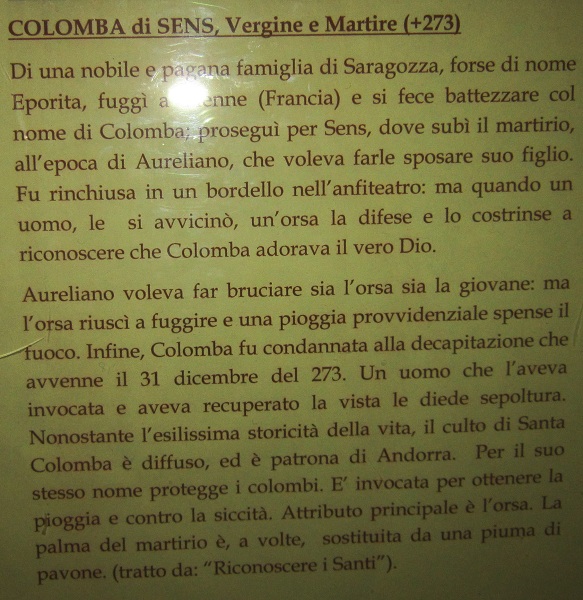 COLOMBA di SENS, Vergine e Martire (+273)
Di una nobile e pagana famiglia di Saragozza, forse di nome
Eporita, fuggì a enne (Francia) e si fece battezzare col
nome di Colomba; proseguì per Sens, dove subì il martirio,
all'epoca di Aureliano, che voleva farle sposare suo figlio.
Fu rinchiusa in un bordello nell'anfiteatro: ma quando un
uomo, le si avvicinò, un'orsa la difese e lo costrinse a
riconoscere che Colomba adorava il vero Dio.
Aureliano voleva far bruciare sia l'orsa sia la giovane: ma
l'orsa riuscì a fuggire e una pioggia provvidenziale spense il
fuoco. Infine, Colomba fu condannata alla decapitazione che
avvenne il 31 dicembre del 273. Un uomo che l'aveva
invocata e aveva recuperato la vista le diede sepoltura.
Nonostante l'esilissima storicità della vita, il culto di Santa
Colomba è diffuso, ed è patrona di Andorra. Per il suo
stesso nome protegge i colombi. E' invocata per ottenere la
pioggia e contro la siccità. Attributo principale è l'orsa. La
palma del martirio è, a volte, sostituita da una piuma di
pavone. (tratto da: "Riconoscere i Santi").